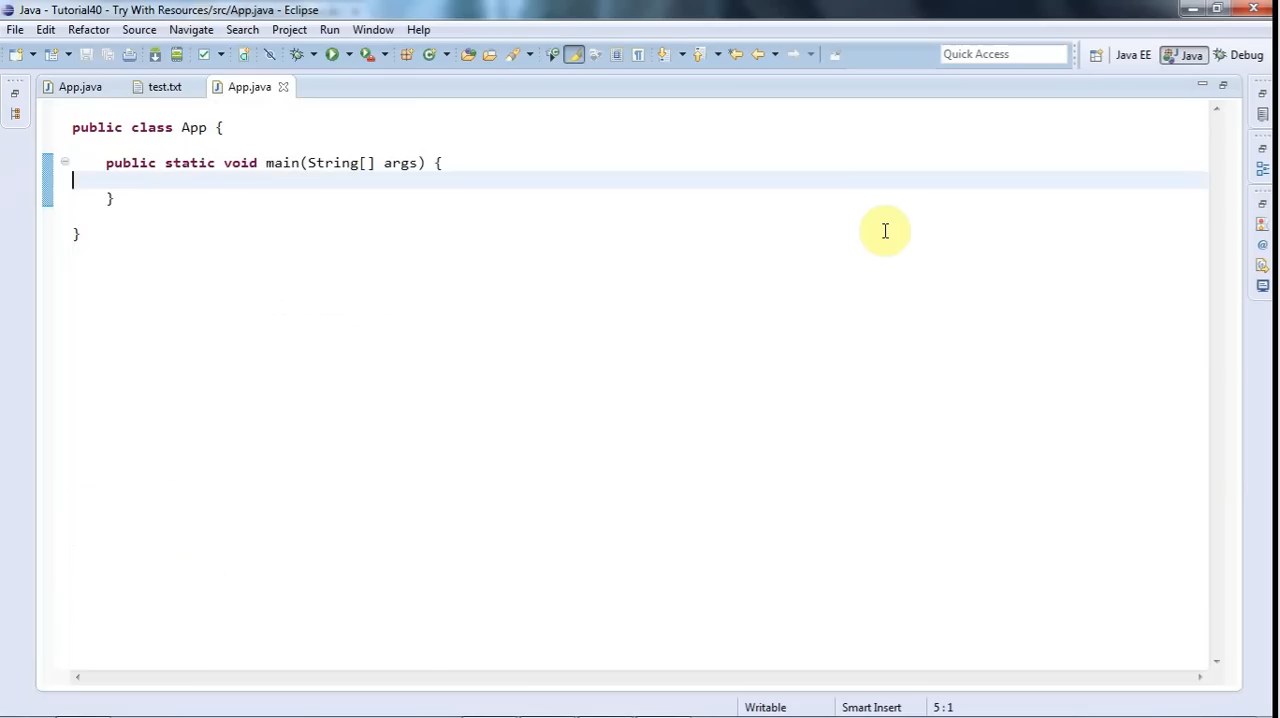 Java - Tutorial40 - Try With Resources/src/App.java - Eclipse
File Edit Refactor Source Navigate Search Project Run Window Help
Quick Access Java EE Java Debug
App.java test.txt App.java
public class App {
public static void main(String[] args) {
}
}
Writable Smart Insert 5:1